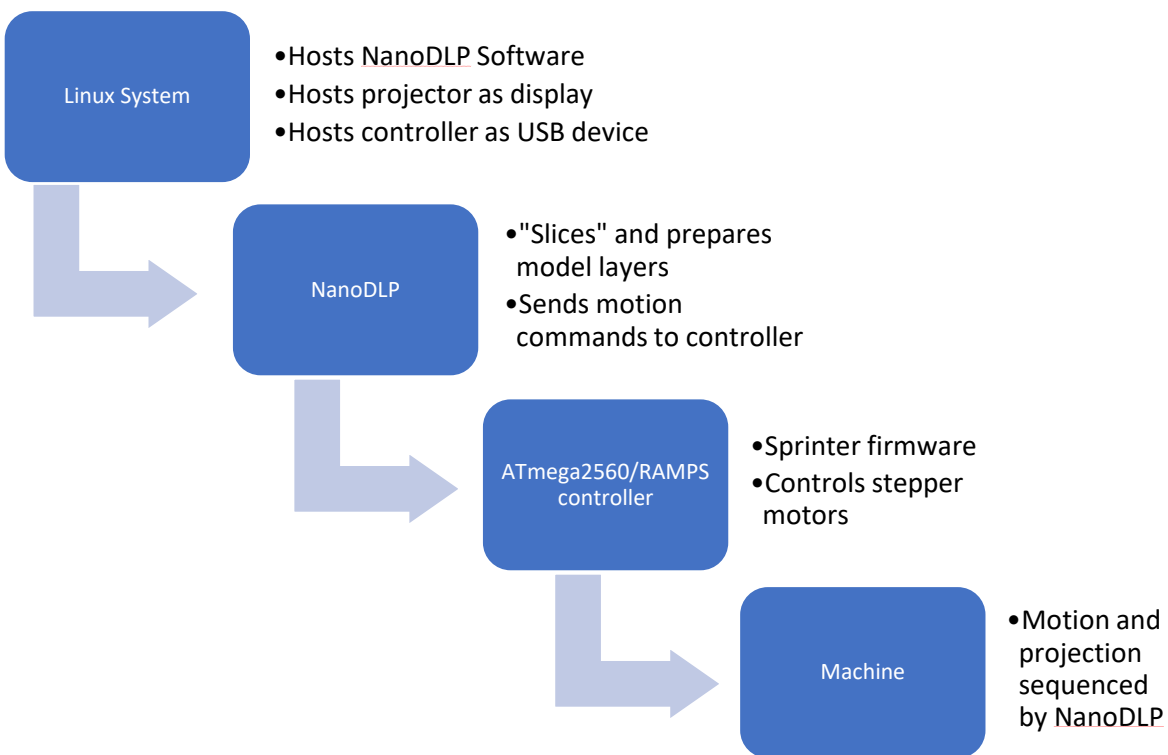 Linux System
•Hosts NanoDLP Software
•Hosts projector as display
•Hosts controller as USB device
NanoDLP
•"Slices" and prepares
model layers
•Sends motion
commands to controller
ATmega2560/RAMPS
controller
•Sprinter firmware
•Controls stepper
motors
Machine
•Motion and
projection
sequenced
by NanoDLP